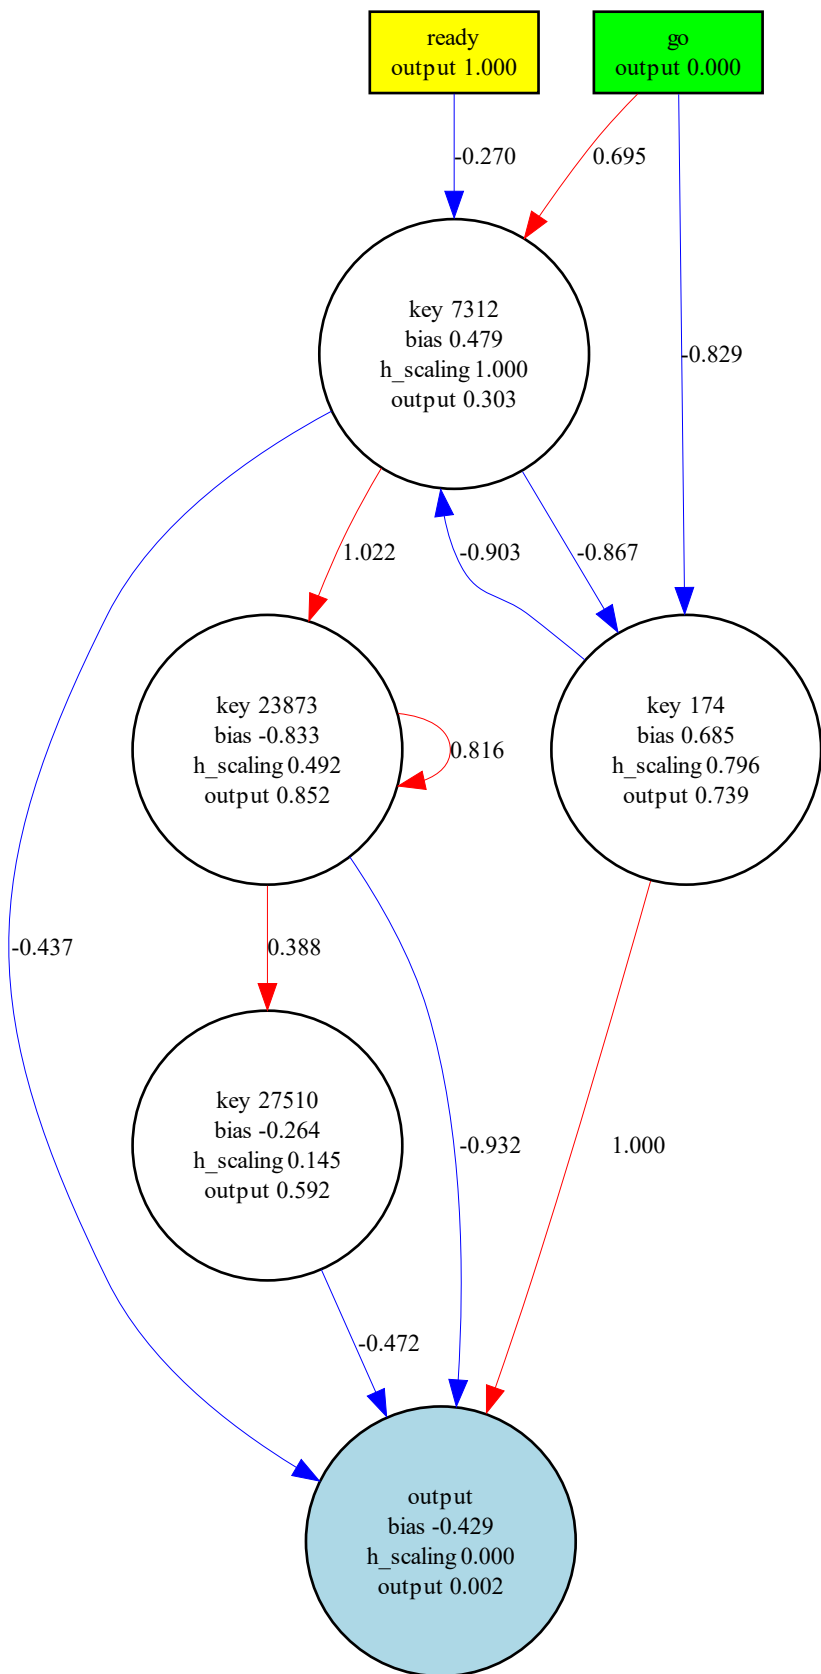 ready
output 1.000
go
output 0.000
-0.270
0.695
key 7312
bias 0.479
h_scaling 1.000
output 0.303
-0.829
1.022
-0.903
-0.867
key 23873
bias -0.833
h_scaling 0.492
output 0.852
0.816
key 174
bias 0.685
h_scaling 0.796
output 0.739
-0.437
0.388
key 27510
bias -0.264
h_scaling 0.145
output 0.592
-0.932
1.000
-0.472
output
bias -0.429
h_scaling 0.000
output 0.002